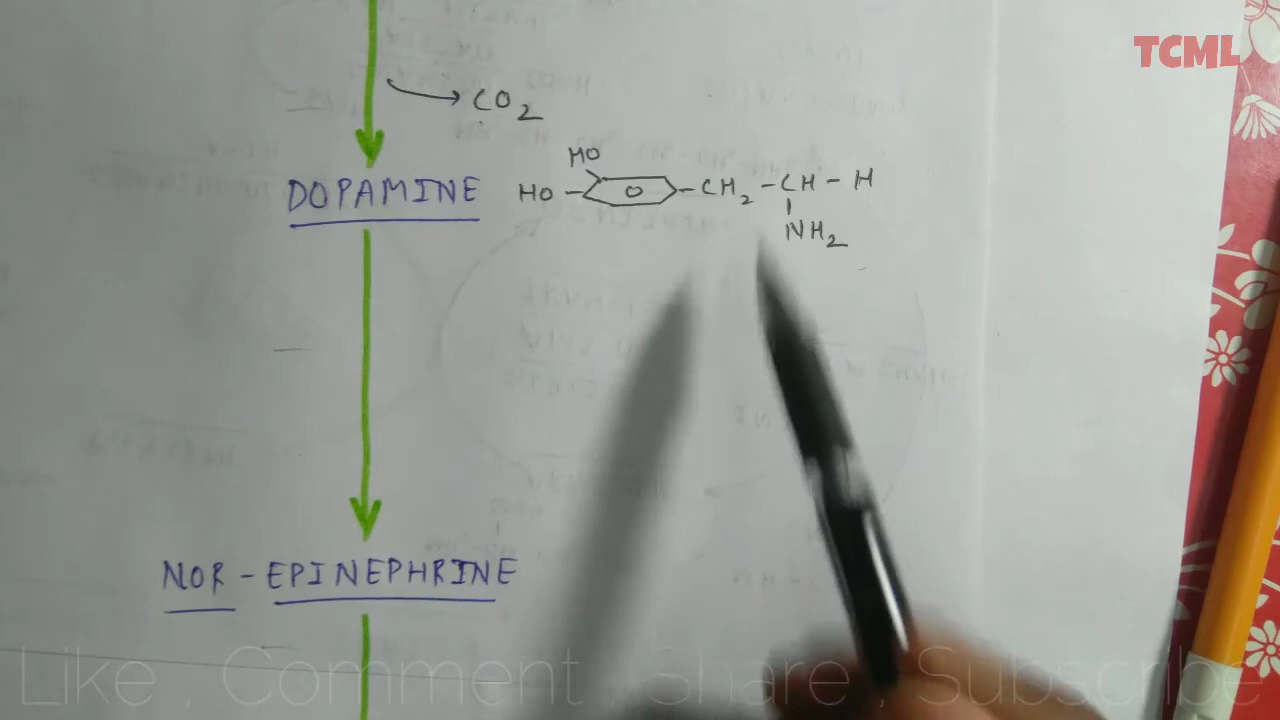 TCML
CO2
HO
DOPAMINE HO - CH2 - CH - H
NH2
NOR - EPINEPHRINE
Like , Comment , Share , Subscribe